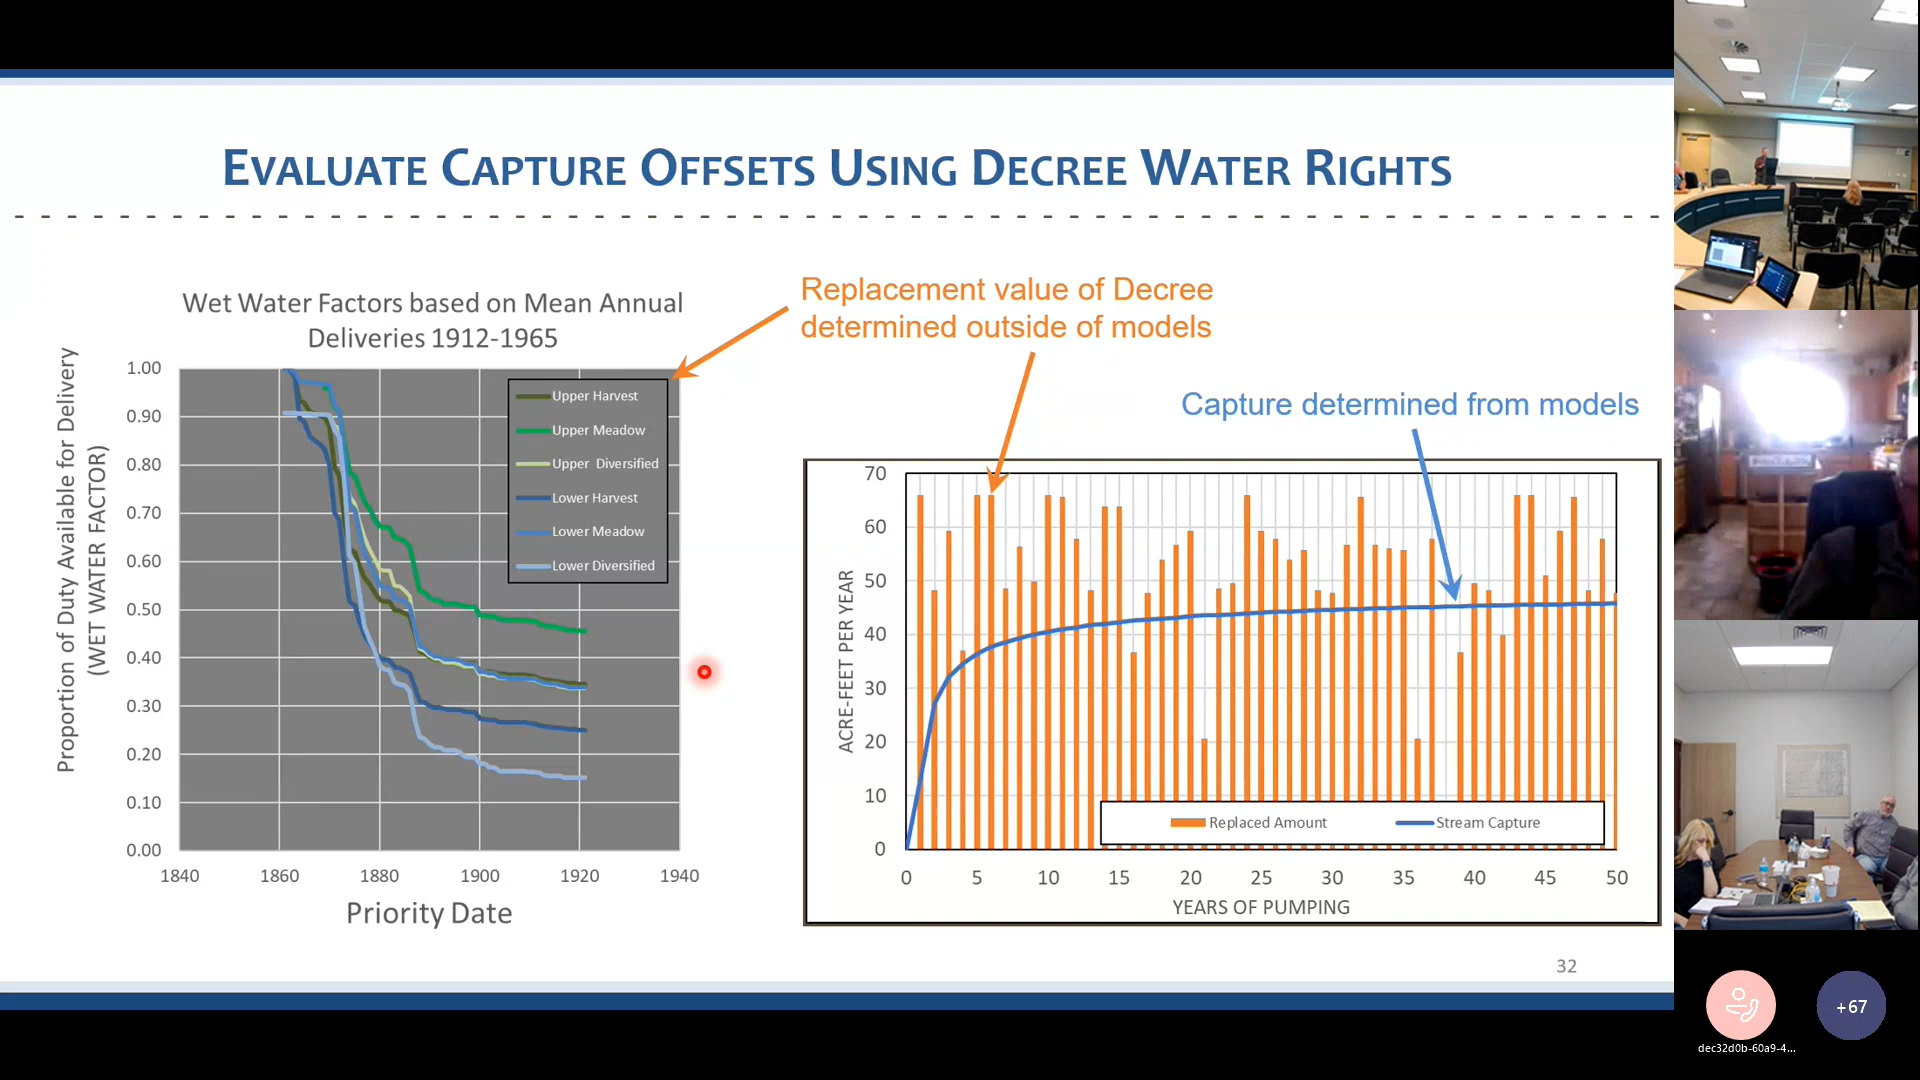 EVALUATE CAPTURE OFFSETS USING DECREE WATER RIGHTS
Wet Water Factors based on Mean Annual
Deliveries 1912-1965
Proportion of Duty Available for Delivery
(WET WATER FACTOR)
1.00
0.90
0.80
0.70
0.60
0.50
0.40
0.30
0.20
0.10
0.00
1840 1860 1880 1900 1920 1940
Priority Date
Upper Harvest
Upper Meadow
Upper Diversified
Lower Harvest
Lower Meadow
Lower Diversified
Replacement value of Decree
determined outside of models
Capture determined from models
ACRE-FEET PER YEAR
70
60
50
40
30
20
10
0
0 5 10 15 20 25 30 35 40 45 50
YEARS OF PUMPING
Replaced Amount Stream Capture
32
+67
dec32d0b-60a9-4...